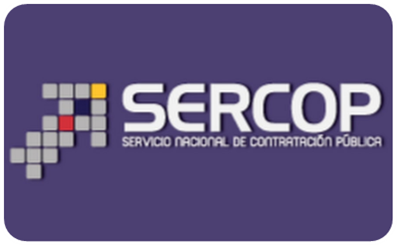 SERCOP
SERVICIO NACIONAL DE CONTRATACIÓN PÚBLICA